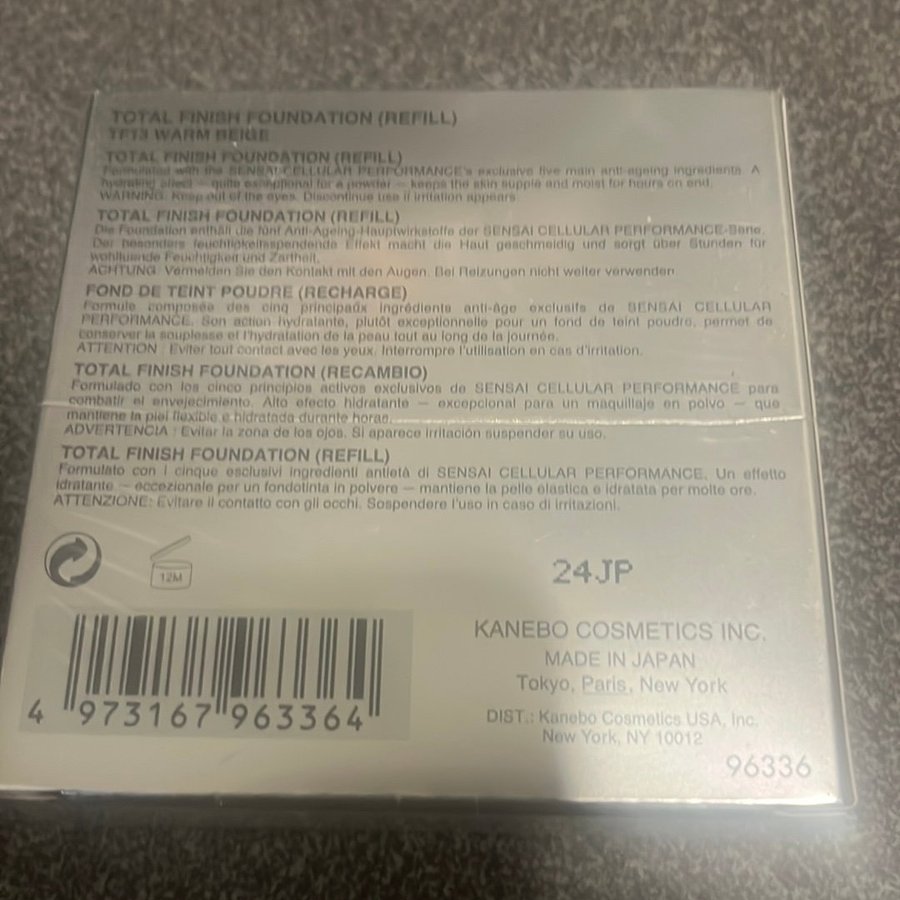 TOTAL FINISH FOUNDATION (REFILL)
TF13 WARM BEIGE
TOTAL FINISH FOUNDATION (REFILL)
Formulated with the SENSAI CELLULAR PERFORMANCE's exclusive five main anti-ageing ingredients. A
hydrating effect — quite exceptional for a powder — keeps the skin supple and moist for hours on end.
WARNING: Keep out of the eyes. Discontinue use if irritation appears
TOTAL FINISH FOUNDATION (REFILL)
Die Foundation enthält die fünf Anti-Ageing-Hauptwirkstoffe der SENSAI CELLULAR PERFORMANCE-Serie.
Der besonders feuchtigkeitsspendende Effekt macht die Haut geschmeidig und sorgt über Stunden für
wohltuende Feuchtigkeit und Zartheit.
ACHTUNG: Vermeiden Sie den Kontakt mit den Augen. Bei Reizungen nicht weiter verwenden
FOND DE TEINT POUDRE (RECHARGE)
Formule composée des cinq principaux ingrédients anti-âge exclusifs de SENSAI CELLULAR
PERFORMANCE. Son action hydratante, plutôt exceptionnelle pour un fond de teint poudre, permet de
conserver la souplesse et l'hydratation de la peau tout au long de la journée.
ATTENTION : Eviter tout contact avec les yeux. Interrompre l'utilisation en cas d'irritation.
TOTAL FINISH FOUNDATION (RECAMBIO)
Formulado con los cinco principios activos exclusivos de SENSAI CELLULAR PERFORMANCE para
combatir el envejecimiento. Alto efecto hidratante — excepcional para un maquillaje en polvo — que
mantiene la piel flexible e hidratada durante horas.
ADVERTENCIA : Evitar la zona de los ojos. Si aparece irritación suspender su uso.
TOTAL FINISH FOUNDATION (REFILL)
Formulato con i cinque esclusivi ingredienti antietà di SENSAI CELLULAR PERFORMANCE. Un effetto
idratante — eccezionale per un fondotinta in polvere — mantiene la pelle elastica e idratata per molte ore.
ATTENZIONE: Evitare il contatto con gli occhi. Sospendere l'uso in caso di irritazioni.
12M
24JP
KANEBO COSMETICS INC.
MADE IN JAPAN
Tokyo, Paris, New York
DIST.: Kanebo Cosmetics USA, Inc.
New York, NY 10012
96336
4 973167 963364